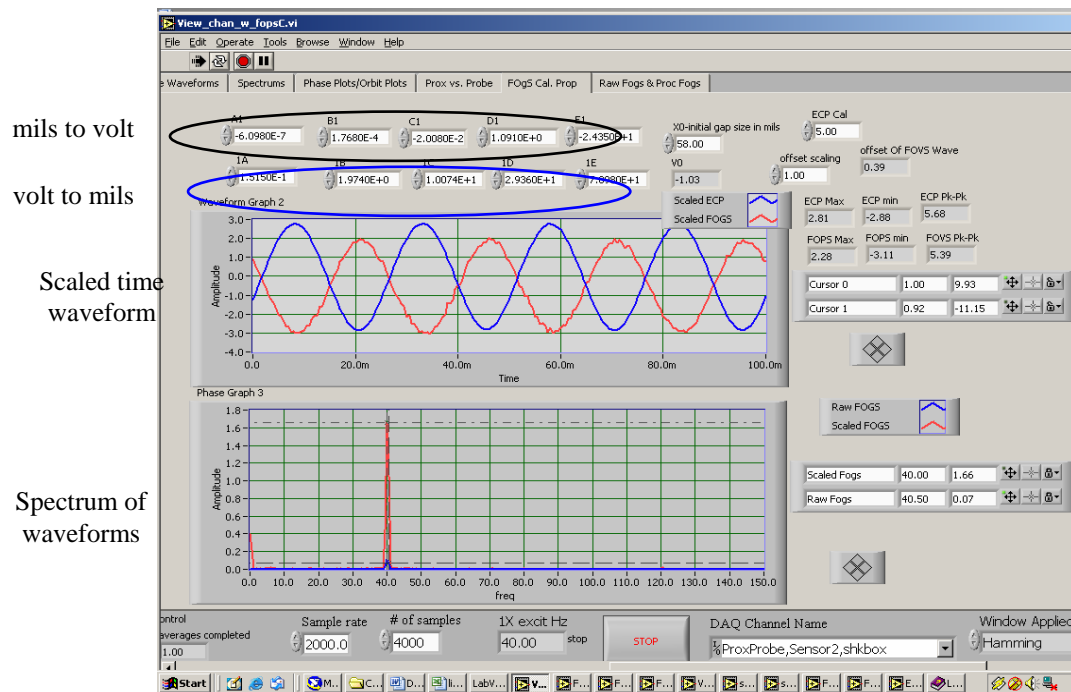 View_chan_w_fopsC.vi
File Edit Operate Tools Browse Window Help
e Waveforms Spectrums Phase Plots/Orbit Plots Prox vs. Probe FOgS Cal. Prop Raw Fogs & Proc Fogs
mils to volt
A1 B1 C1 D1 E1
-6.0980E-7 1.7680E-4 -2.0080E-2 1.0910E+0 -2.4350E+1
X0-initial gap size in mils
58.00
ECP Cal
5.00
volt to mils
1A 1B 1C 1D 1E
1.5150E-1 1.9740E+0 1.0074E+1 2.9360E+1 7.8980E+1
V0
-1.03
offset scaling
1.00
offset Of FOVS Wave
0.39
Waveform Graph 2
Scaled ECP
Scaled FOGS
ECP Max ECP min ECP Pk-Pk
2.81 -2.88 5.68
FOPS Max FOPS min FOVS Pk-Pk
2.28 -3.11 5.39
Scaled time
waveform
Amplitude
3.0
2.0
1.0
0.0
-1.0
-2.0
-3.0
-4.0
0.0 20.0m 40.0m 60.0m 80.0m 100.0m
Time
Cursor 0 1.00 9.93
Cursor 1 0.92 -11.15
Phase Graph 3
Raw FOGS
Scaled FOGS
Spectrum of
waveforms
Amplitude
1.8
1.6
1.4
1.2
1.0
0.8
0.6
0.4
0.2
0.0
0.0 10.0 20.0 30.0 40.0 50.0 60.0 70.0 80.0 90.0 100.0 110.0 120.0 130.0 140.0 150.0
freq
Scaled Fogs 40.00 1.66
Raw Fogs 40.50 0.07
ontrol
averages completed
1.00
Sample rate
2000.0
# of samples
4000
1X excit Hz
40.00
stop
STOP
DAQ Channel Name
ProxProbe,Sensor2,shkbox
Window Applied
Hamming
Start M... C... D... li... LabV... V... F... F... F... V... s... s... F... F... E... L...